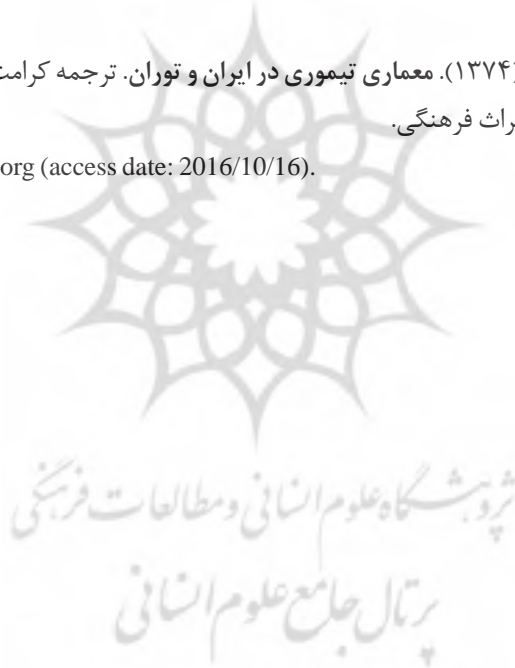 (۱۳۷۴). معماری تیموری در ایران و توران. ترجمه کرامت
راث فرهنگی.
org (access date: 2016/10/16).
پژوهشگاه علوم انسانی و مطالعات فرهنگی
پرتال جامع علوم انسانی